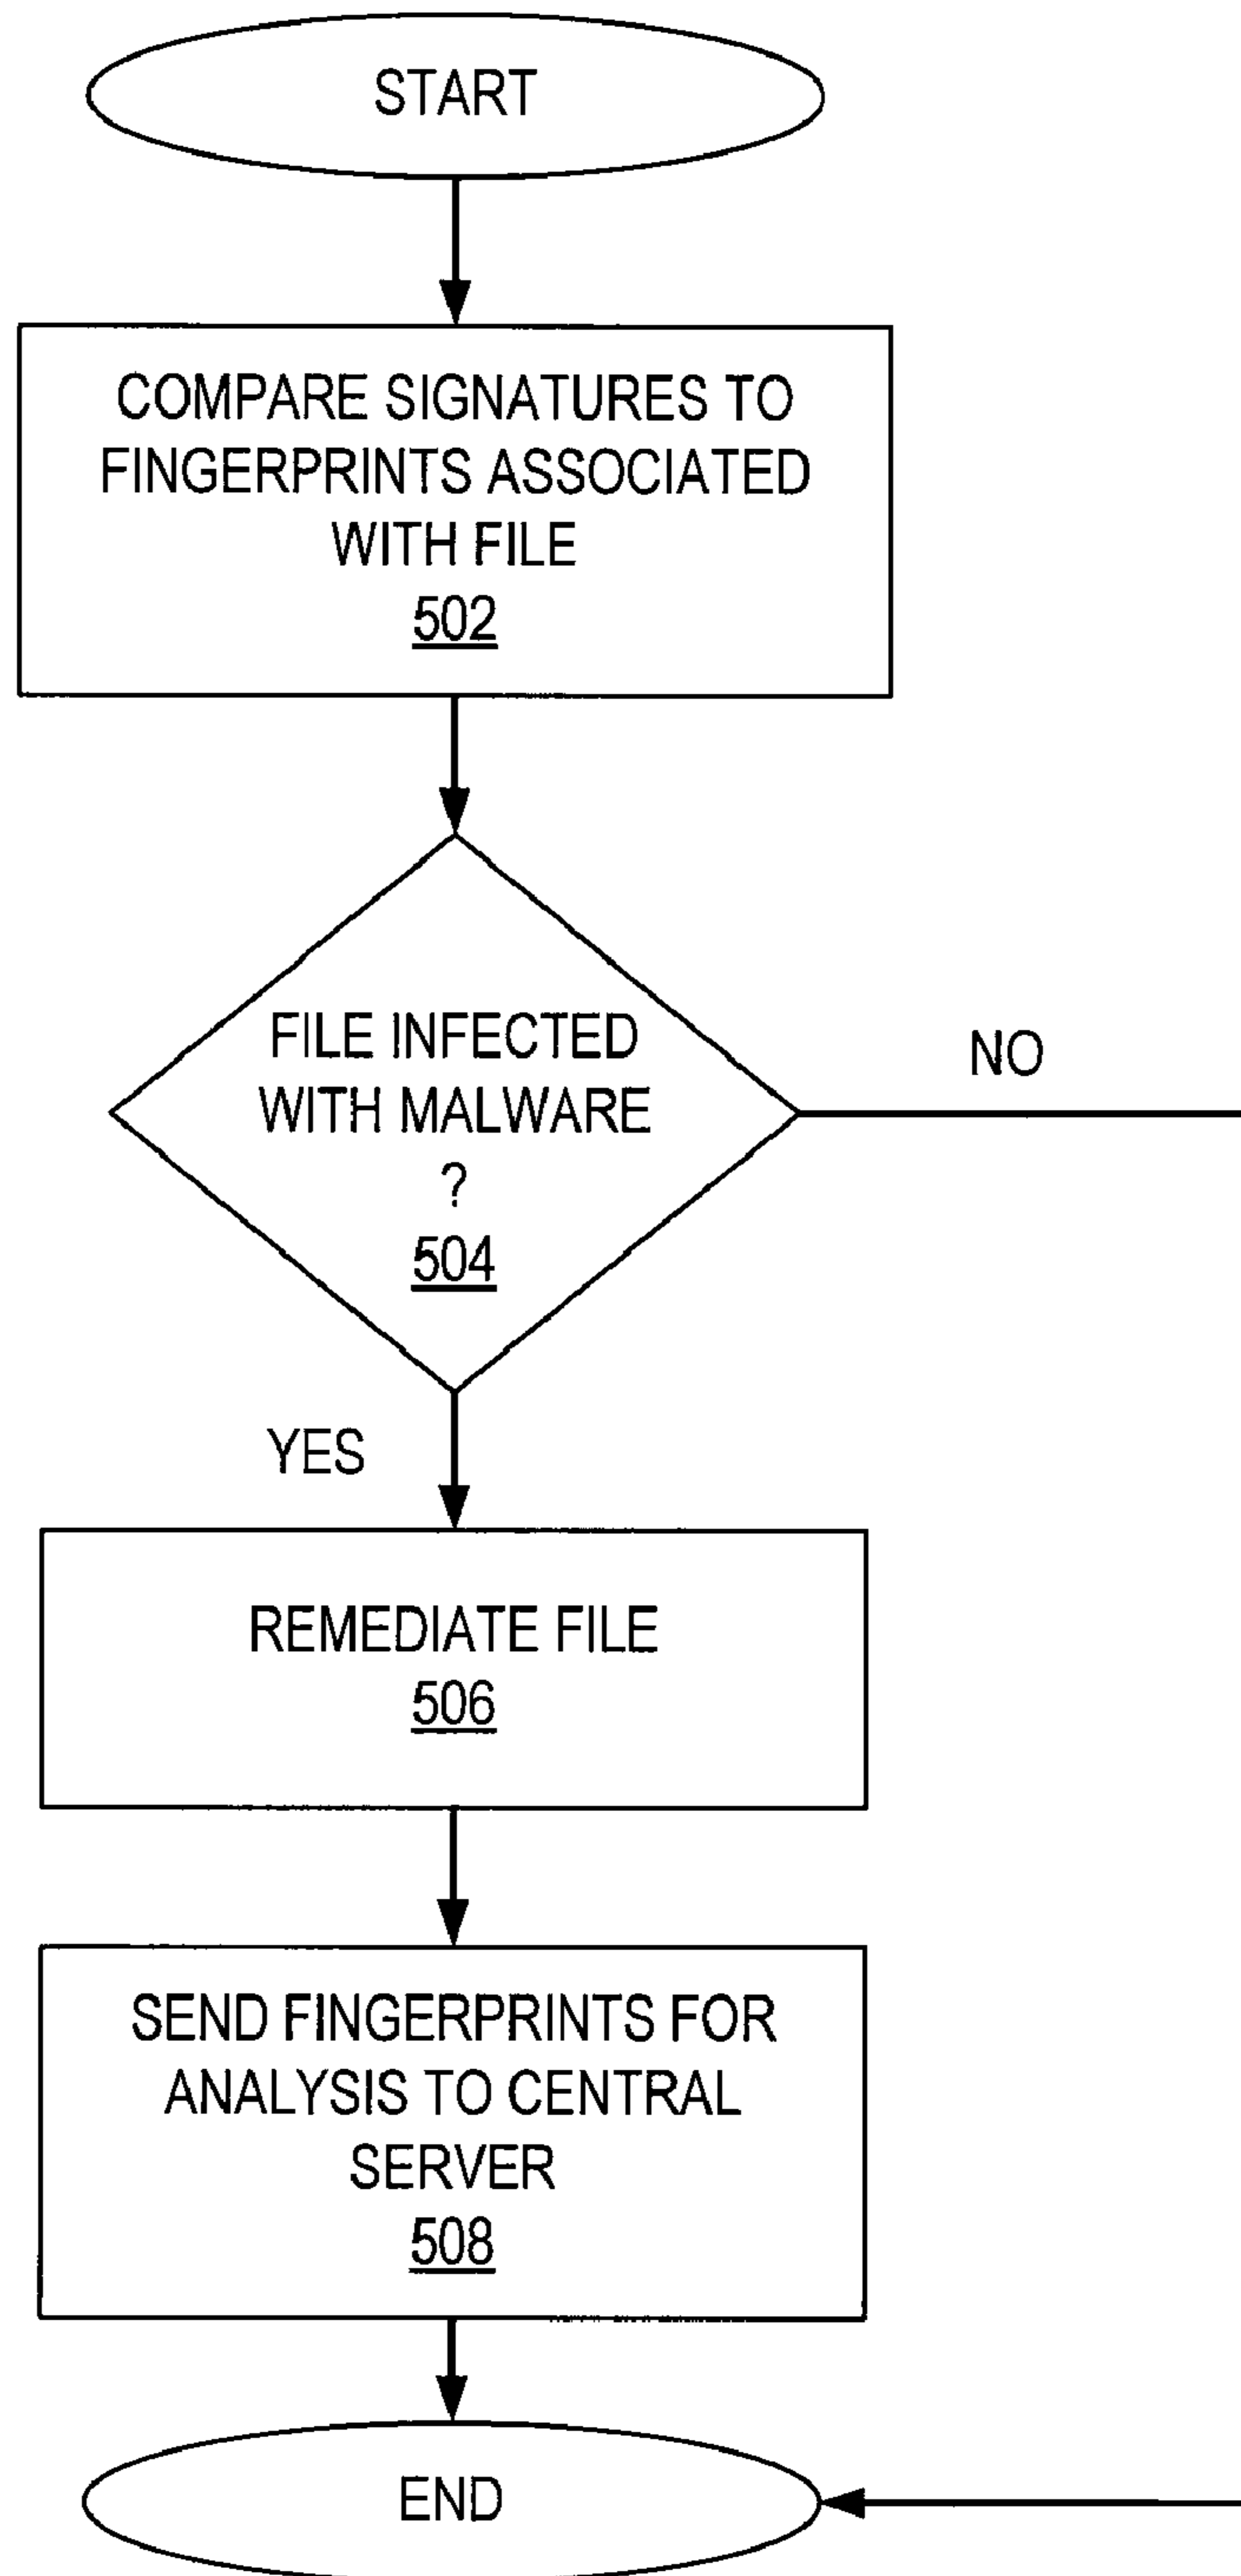 START
COMPARE SIGNATURES TO
FINGERPRINTS ASSOCIATED
WITH FILE
502
FILE INFECTED
WITH MALWARE
?
504
NO
YES
REMEDIATE FILE
506
SEND FINGERPRINTS FOR
ANALYSIS TO CENTRAL
SERVER
508
END